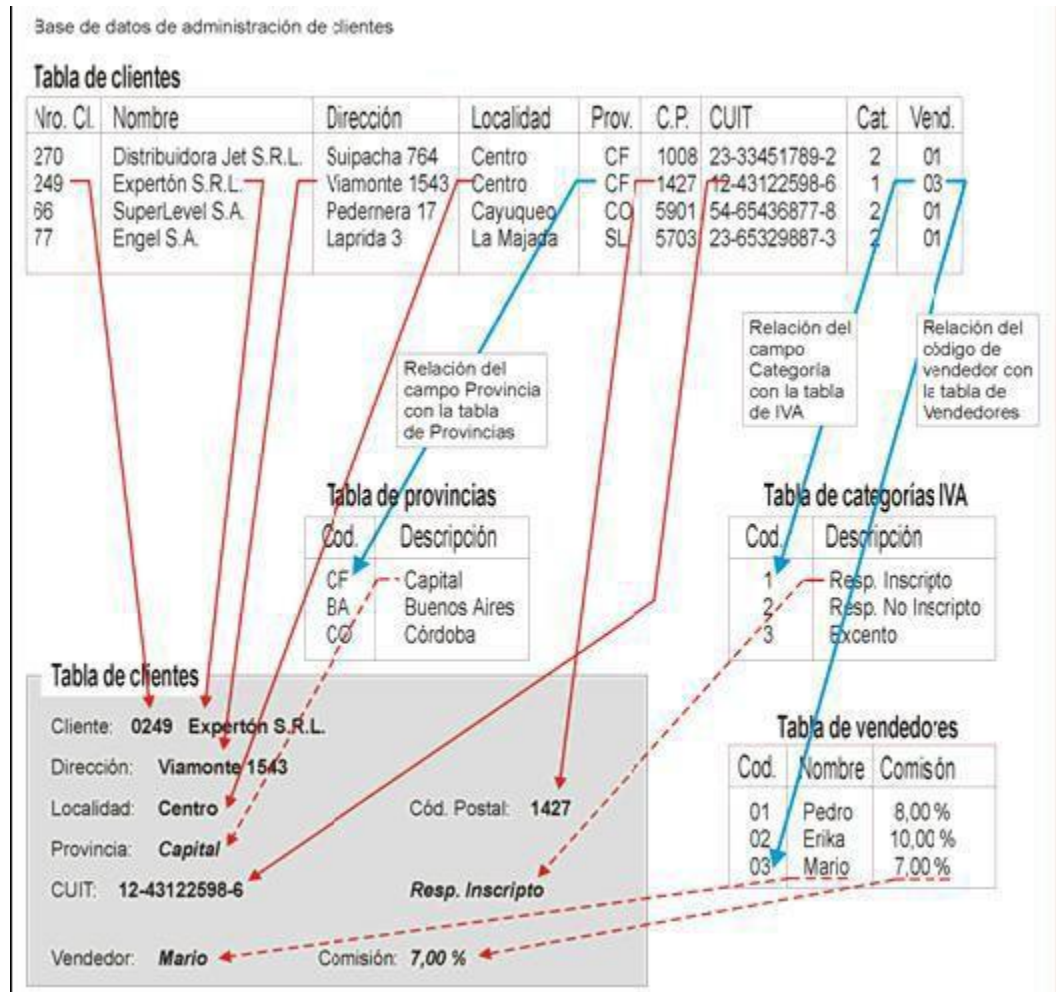 Base de datos de administración de clientes
Tabla de clientes
Nro. Cl. Nombre Dirección Localidad Prov. C.P. CUIT Cat. Vend.
270 Distribuidora Jet S.R.L. Suipacha 764 Centro CF 1008 23-33451789-2 2 01
249 Expertón S.R.L. Viamonte 1543 Centro CF 1427 12-43122598-6 1 03
66 SuperLevel S.A. Pedernera 17 Cayuqueo CO 5901 54-65436877-8 2 01
77 Engel S.A. Laprida 3 La Majada SL 5703 23-65329887-3 2 01
Relación del
campo Provincia
con la tabla
de Provincias
Relación del
campo
Categoría
con la tabla
de IVA
Relación del
código de
vendedor con
la tabla de
Vendedores
Tabla de provincias
Cod. Descripción
CF Capital
BA Buenos Aires
CO Córdoba
Tabla de categorías IVA
Cod. Descripción
1 Resp. Inscripto
2 Resp. No Inscripto
3 Excento
Tabla de clientes
Cliente: 0249 Expertón S.R.L.
Dirección: Viamonte 1543
Localidad: Centro Cód. Postal: 1427
Provincia: Capital
CUIT: 12-43122598-6 Resp. Inscripto
Vendedor: Mario Comisión: 7,00 %
Tabla de vendedores
Cod. Nombre Comisón
01 Pedro 8,00 %
02 Erika 10,00 %
03 Mario 7,00 %